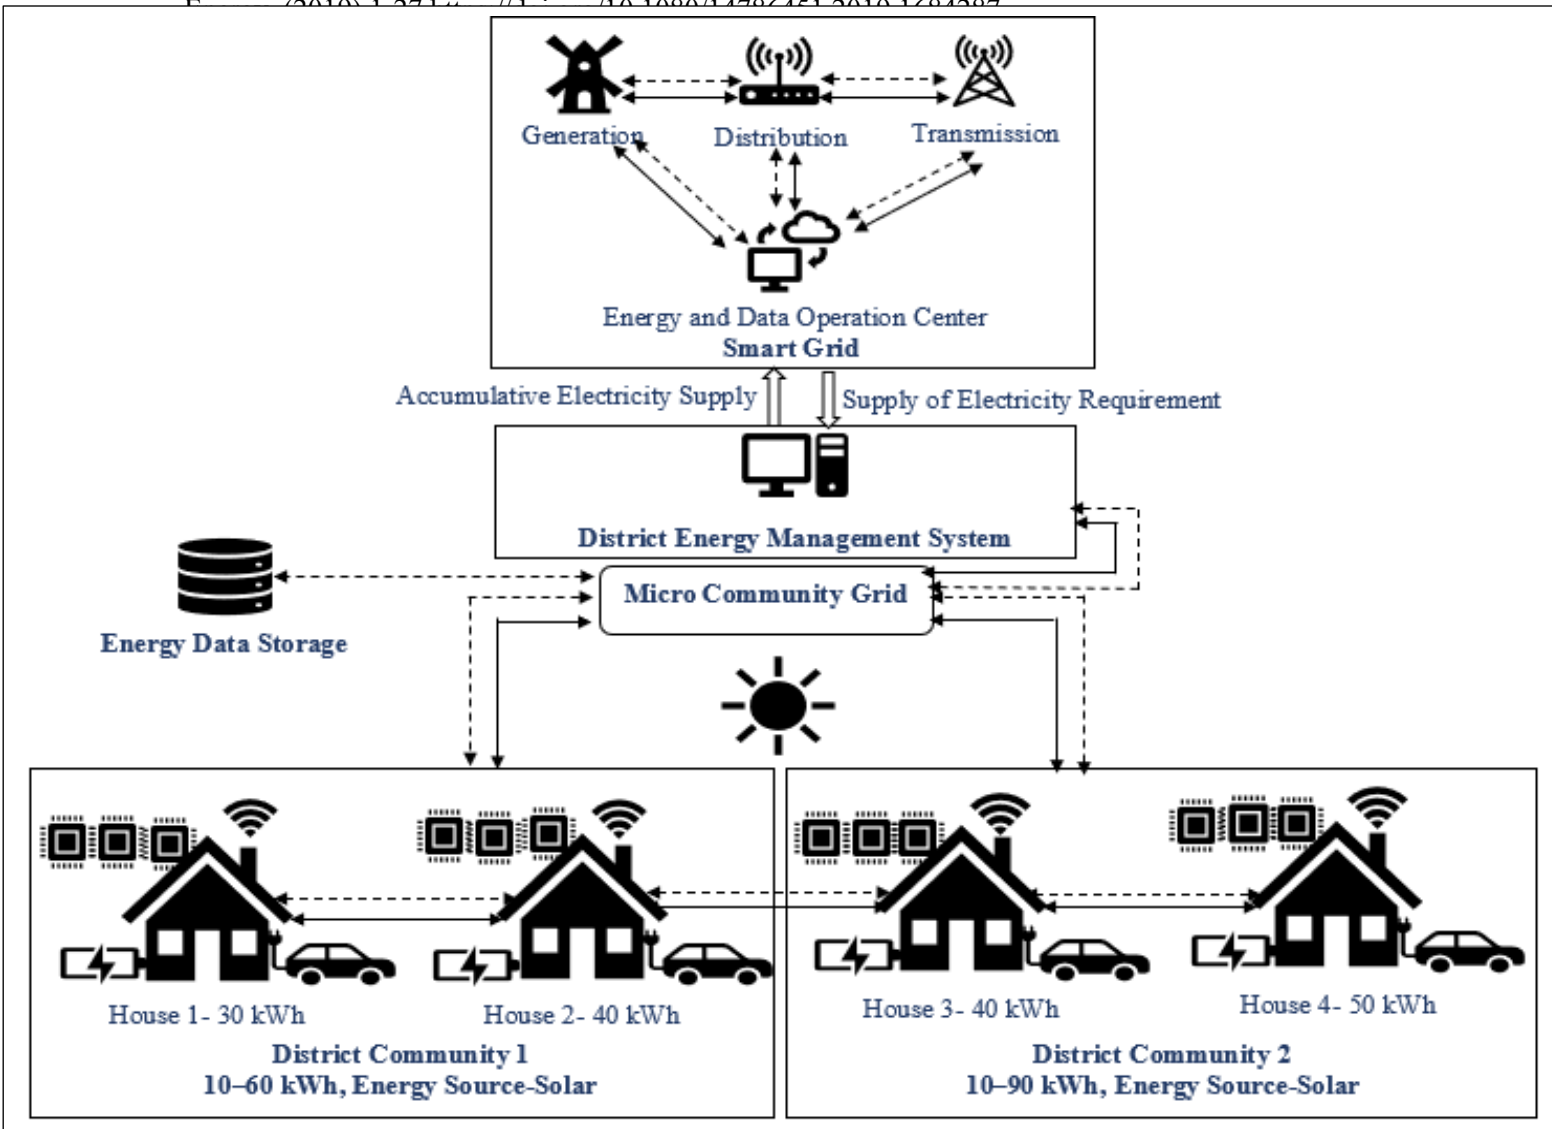 Generation
Distribution
Transmission
Energy and Data Operation Center
Smart Grid
Accumulative Electricity Supply
Supply of Electricity Requirement
District Energy Management System
Micro Community Grid
Energy Data Storage
House 1- 30 kWh
House 2- 40 kWh
District Community 1
10–60 kWh, Energy Source-Solar
House 3- 40 kWh
House 4- 50 kWh
District Community 2
10–90 kWh, Energy Source-Solar